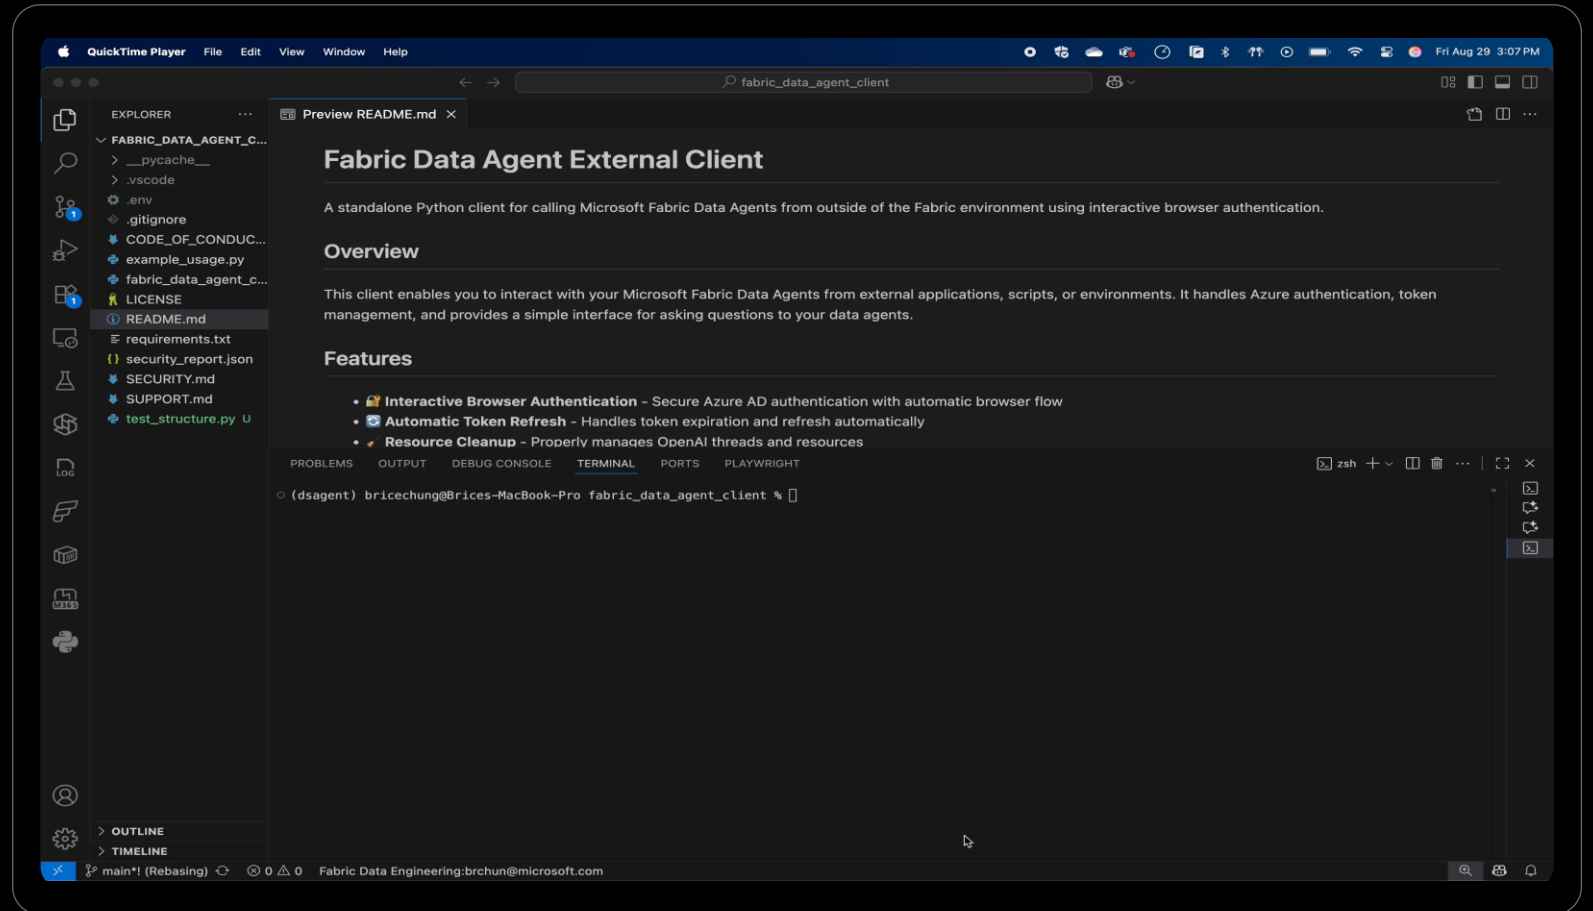 QuickTime Player File Edit View Window Help Fri Aug 29 3:07 PM
fabric_data_agent_client
EXPLORER
FABRIC_DATA_AGENT_C...
__pycache__
.vscode
.env
.gitignore
CODE_OF_CONDUC...
example_usage.py
fabric_data_agent_c...
LICENSE
README.md
requirements.txt
security_report.json
SECURITY.md
SUPPORT.md
test_structure.py U
OUTLINE
TIMELINE
1
1
LOG
M365
Preview README.md
Fabric Data Agent External Client
A standalone Python client for calling Microsoft Fabric Data Agents from outside of the Fabric environment using interactive browser authentication.
Overview
This client enables you to interact with your Microsoft Fabric Data Agents from external applications, scripts, or environments. It handles Azure authentication, token
management, and provides a simple interface for asking questions to your data agents.
Features
• Interactive Browser Authentication - Secure Azure AD authentication with automatic browser flow
• Automatic Token Refresh - Handles token expiration and refresh automatically
• Resource Cleanup - Properly manages OpenAI threads and resources
PROBLEMS OUTPUT DEBUG CONSOLE TERMINAL PORTS PLAYWRIGHT zsh
(dsagent) bricechung@Brices-MacBook-Pro fabric_data_agent_client %
main*! (Rebasing) 0 0 Fabric Data Engineering:brchun@microsoft.com